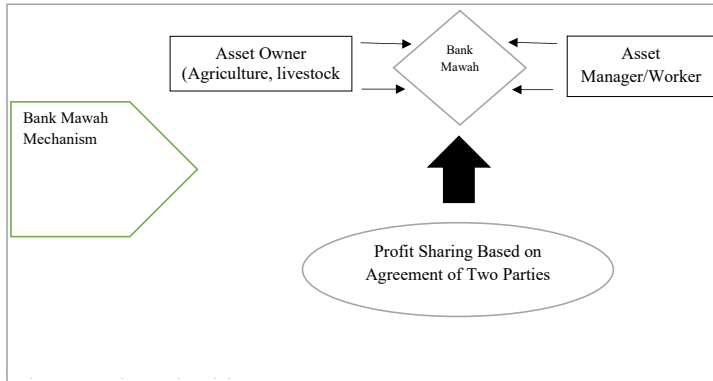 Asset Owner
(Agriculture, livestock
Bank
Mawah
Asset
Manager/Worker
Bank Mawah
Mechanism
Profit Sharing Based on
Agreement of Two Parties